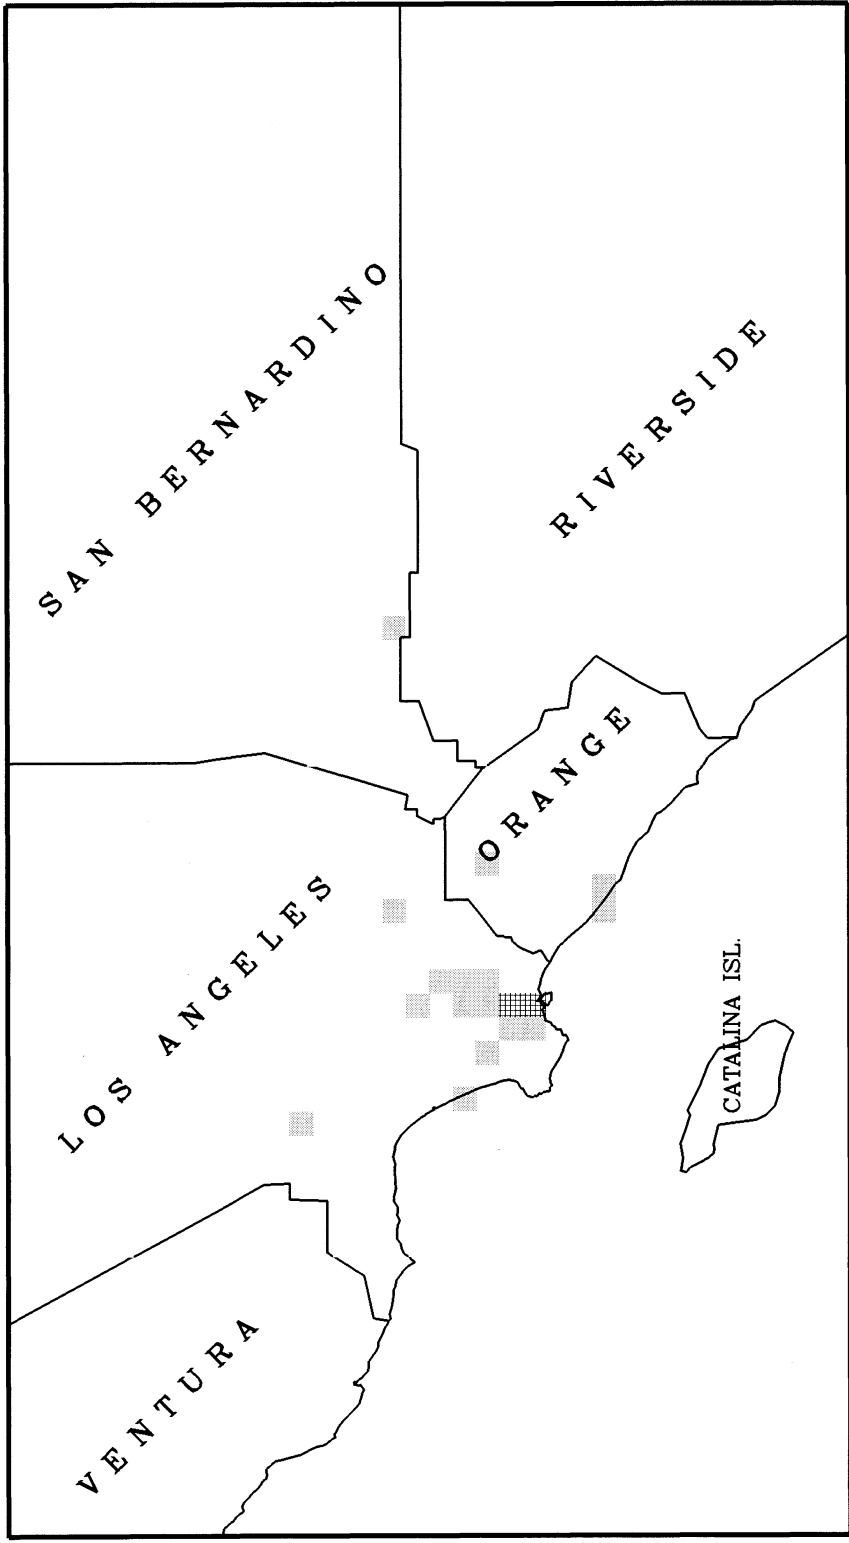 SAN BERNARDINO
RIVERSIDE
ORANGE
LOS ANGELES
CATALINA ISL.
VENTURA